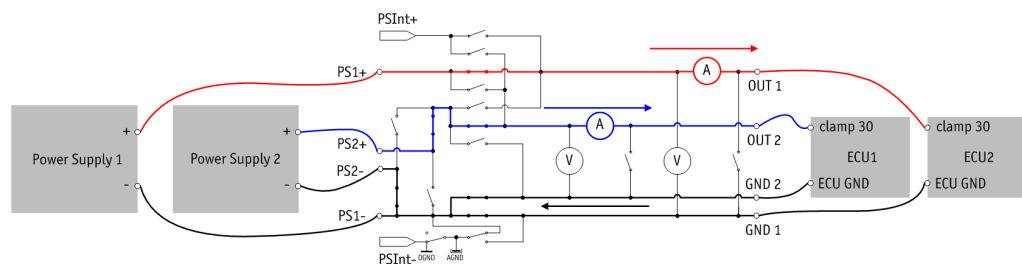 PSInt+
PS1+
A
OUT 1
Power Supply 1
+
-
Power Supply 2
+
-
PS2+
PS2-
PS1-
PSInt-
DGND
AGND
A
V
V
OUT 2
GND 2
GND 1
clamp 30
ECU1
ECU GND
clamp 30
ECU2
ECU GND